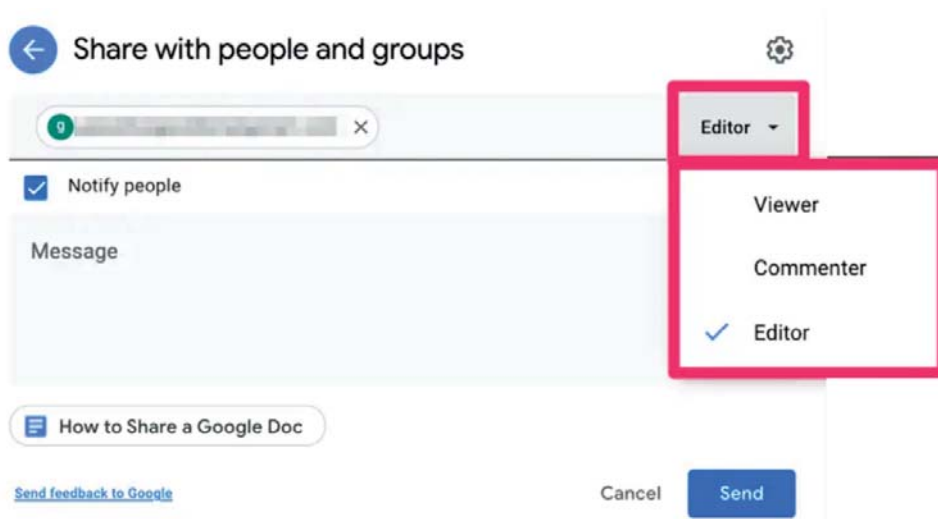 Share with people and groups
g
Editor
Notify people
Viewer
Message
Commenter
Editor
How to Share a Google Doc
Send feedback to Google
Cancel
Send